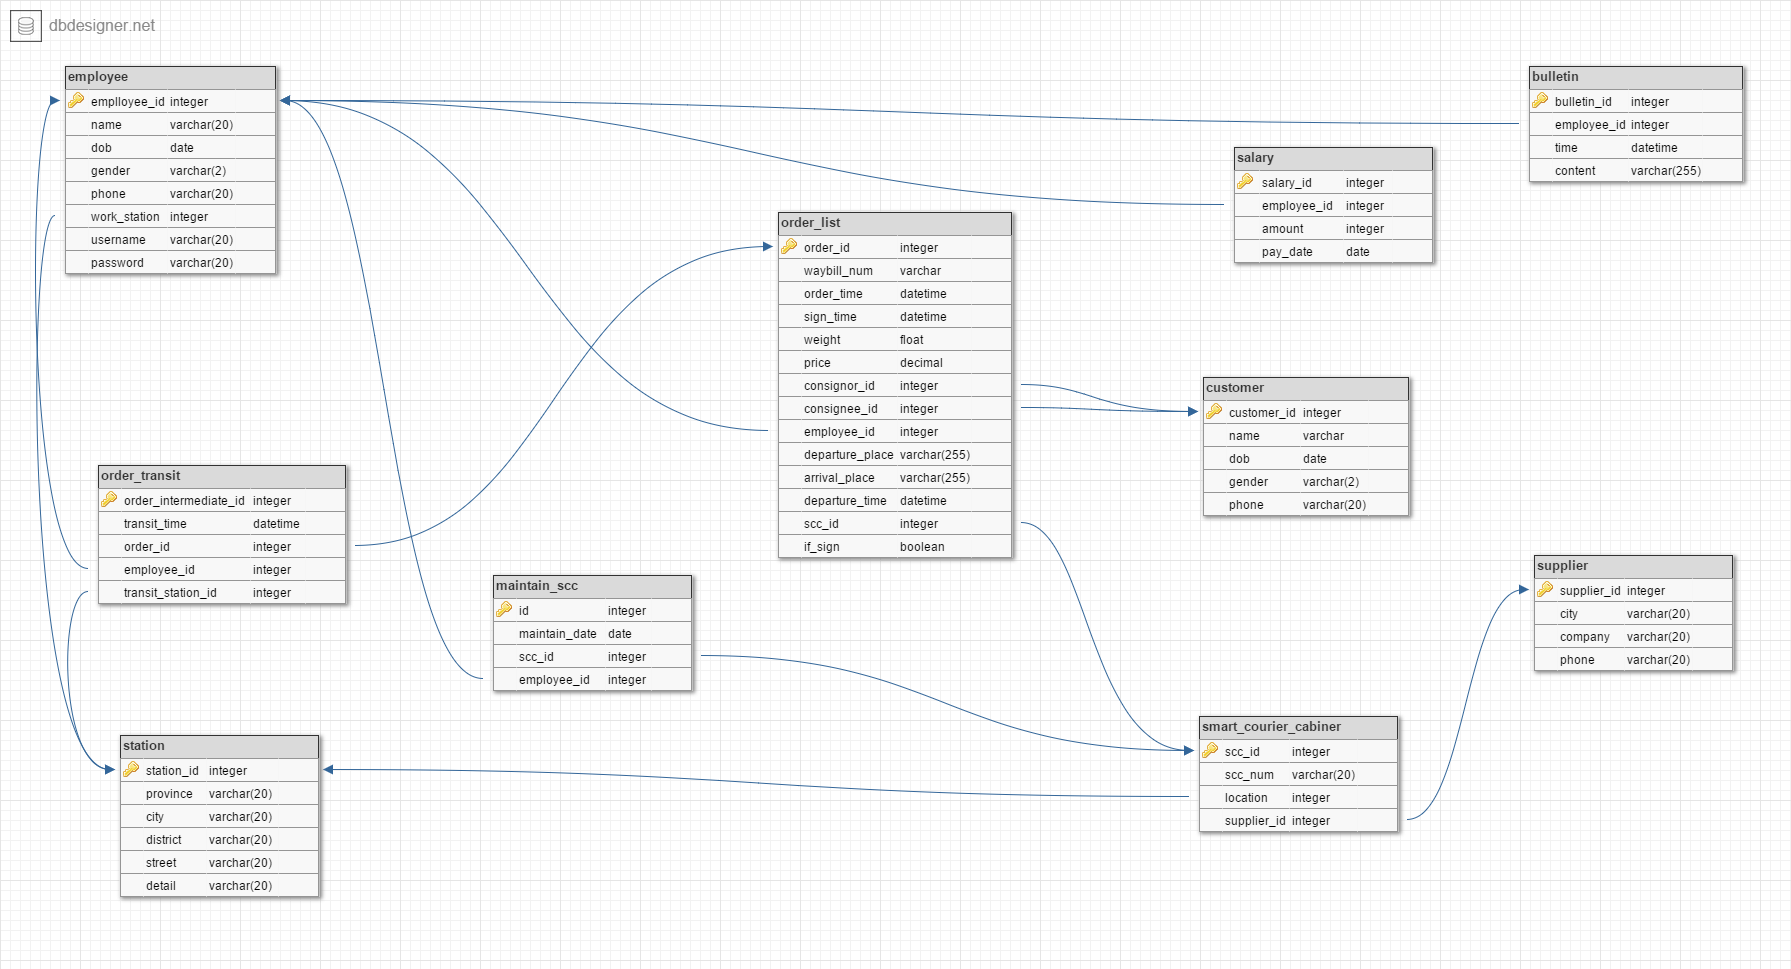 dbdesigner.net
employee
emplloyee_id integer
name varchar(20)
dob date
gender varchar(2)
phone varchar(20)
work_station integer
username varchar(20)
password varchar(20)
bulletin
bulletin_id integer
employee_id integer
time datetime
content varchar(255)
salary
salary_id integer
employee_id integer
amount integer
pay_date date
order_list
order_id integer
waybill_num varchar
order_time datetime
sign_time datetime
weight float
price decimal
consignor_id integer
consignee_id integer
employee_id integer
departure_place varchar(255)
arrival_place varchar(255)
departure_time datetime
scc_id integer
if_sign boolean
customer
customer_id integer
name varchar
dob date
gender varchar(2)
phone varchar(20)
order_transit
order_intermediate_id integer
transit_time datetime
order_id integer
employee_id integer
transit_station_id integer
maintain_scc
id integer
maintain_date date
scc_id integer
employee_id integer
supplier
supplier_id integer
city varchar(20)
company varchar(20)
phone varchar(20)
smart_courier_cabiner
scc_id integer
scc_num varchar(20)
location integer
supplier_id integer
station
station_id integer
province varchar(20)
city varchar(20)
district varchar(20)
street varchar(20)
detail varchar(20)